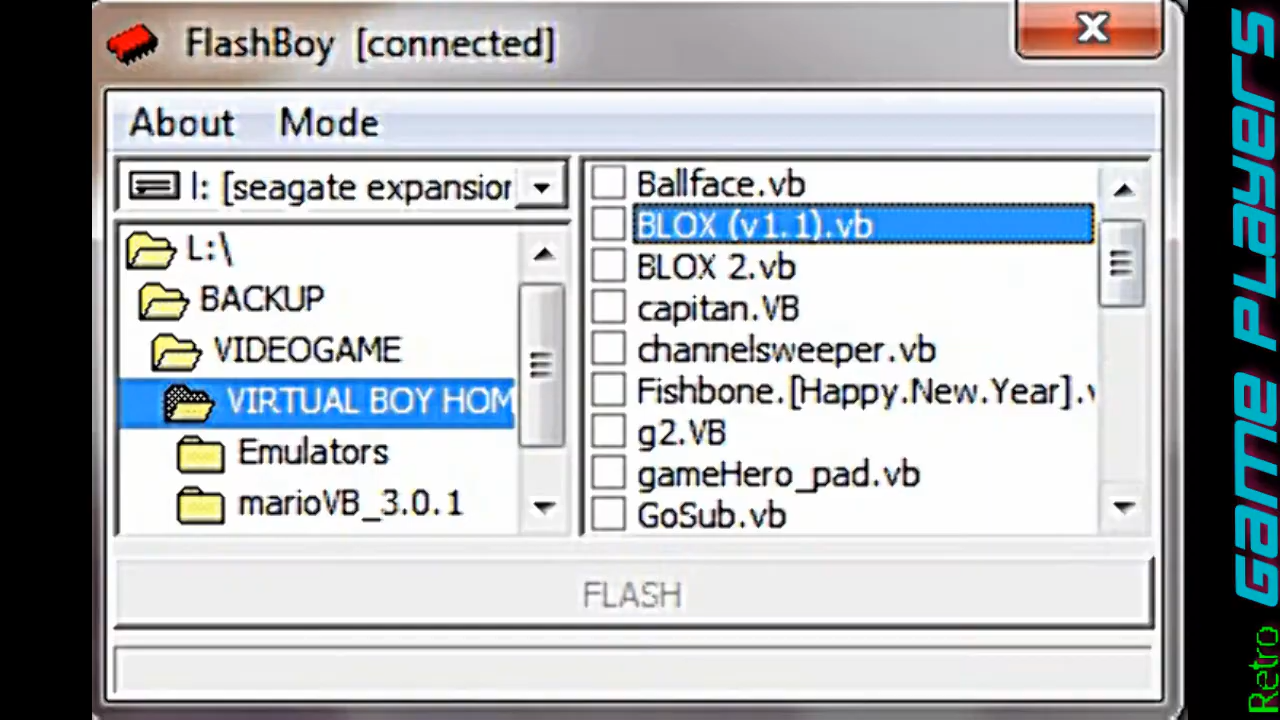 FlashBoy [connected]
About Mode
l: [seagate expansion
L:\
BACKUP
VIDEOGAME
VIRTUAL BOY HOM
Emulators
marioVB_3.0.1
Ballface.vb
BLOX (v1.1).vb
BLOX 2.vb
capitan.VB
channelsweeper.vb
Fishbone.[Happy.New.Year].v
g2.VB
gameHero_pad.vb
GoSub.vb
FLASH
Retro GAME PLAYERS